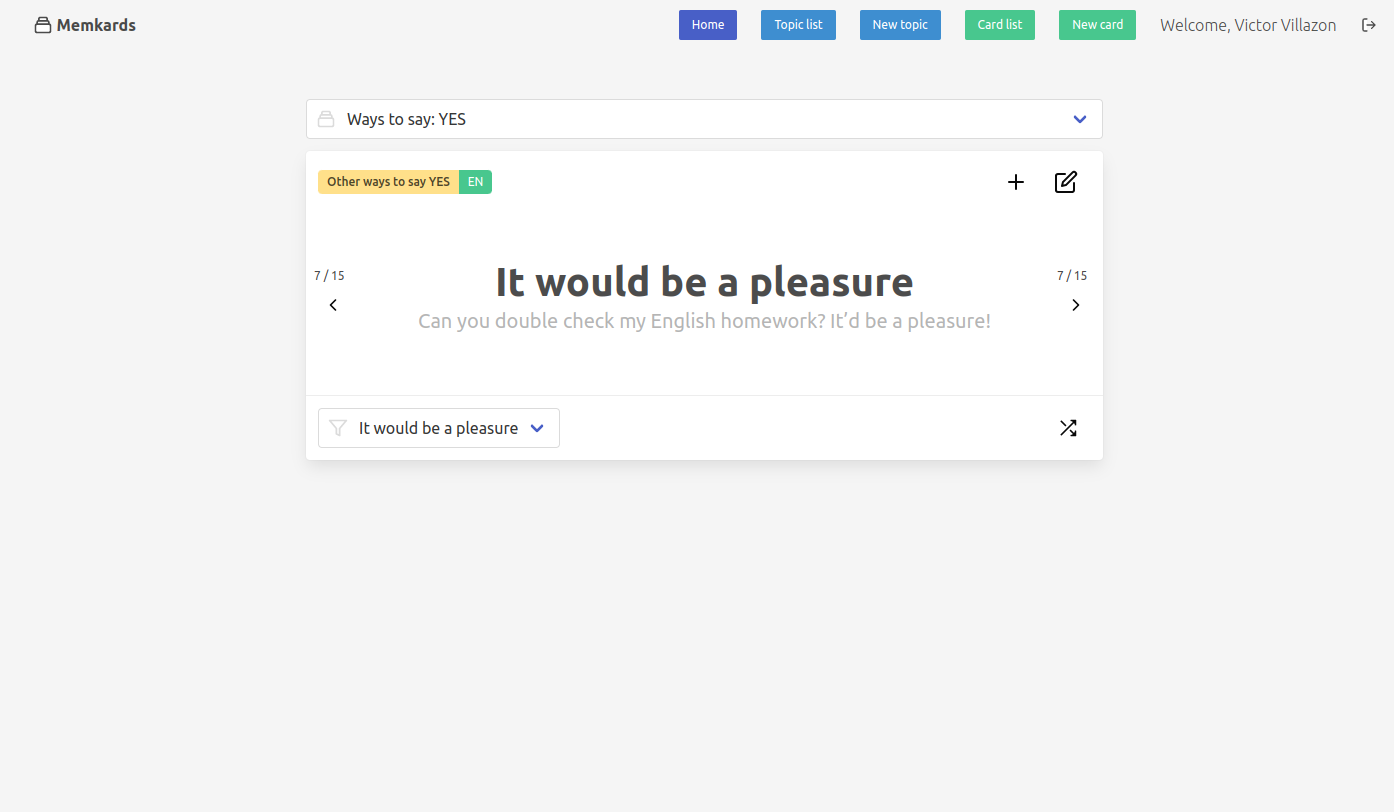 Memkards
Home
Topic list
New topic
Card list
New card
Welcome, Victor Villazon
Ways to say: YES
Other ways to say YES
EN
7 / 15
7 / 15
It would be a pleasure
Can you double check my English homework? It’d be a pleasure!
It would be a pleasure